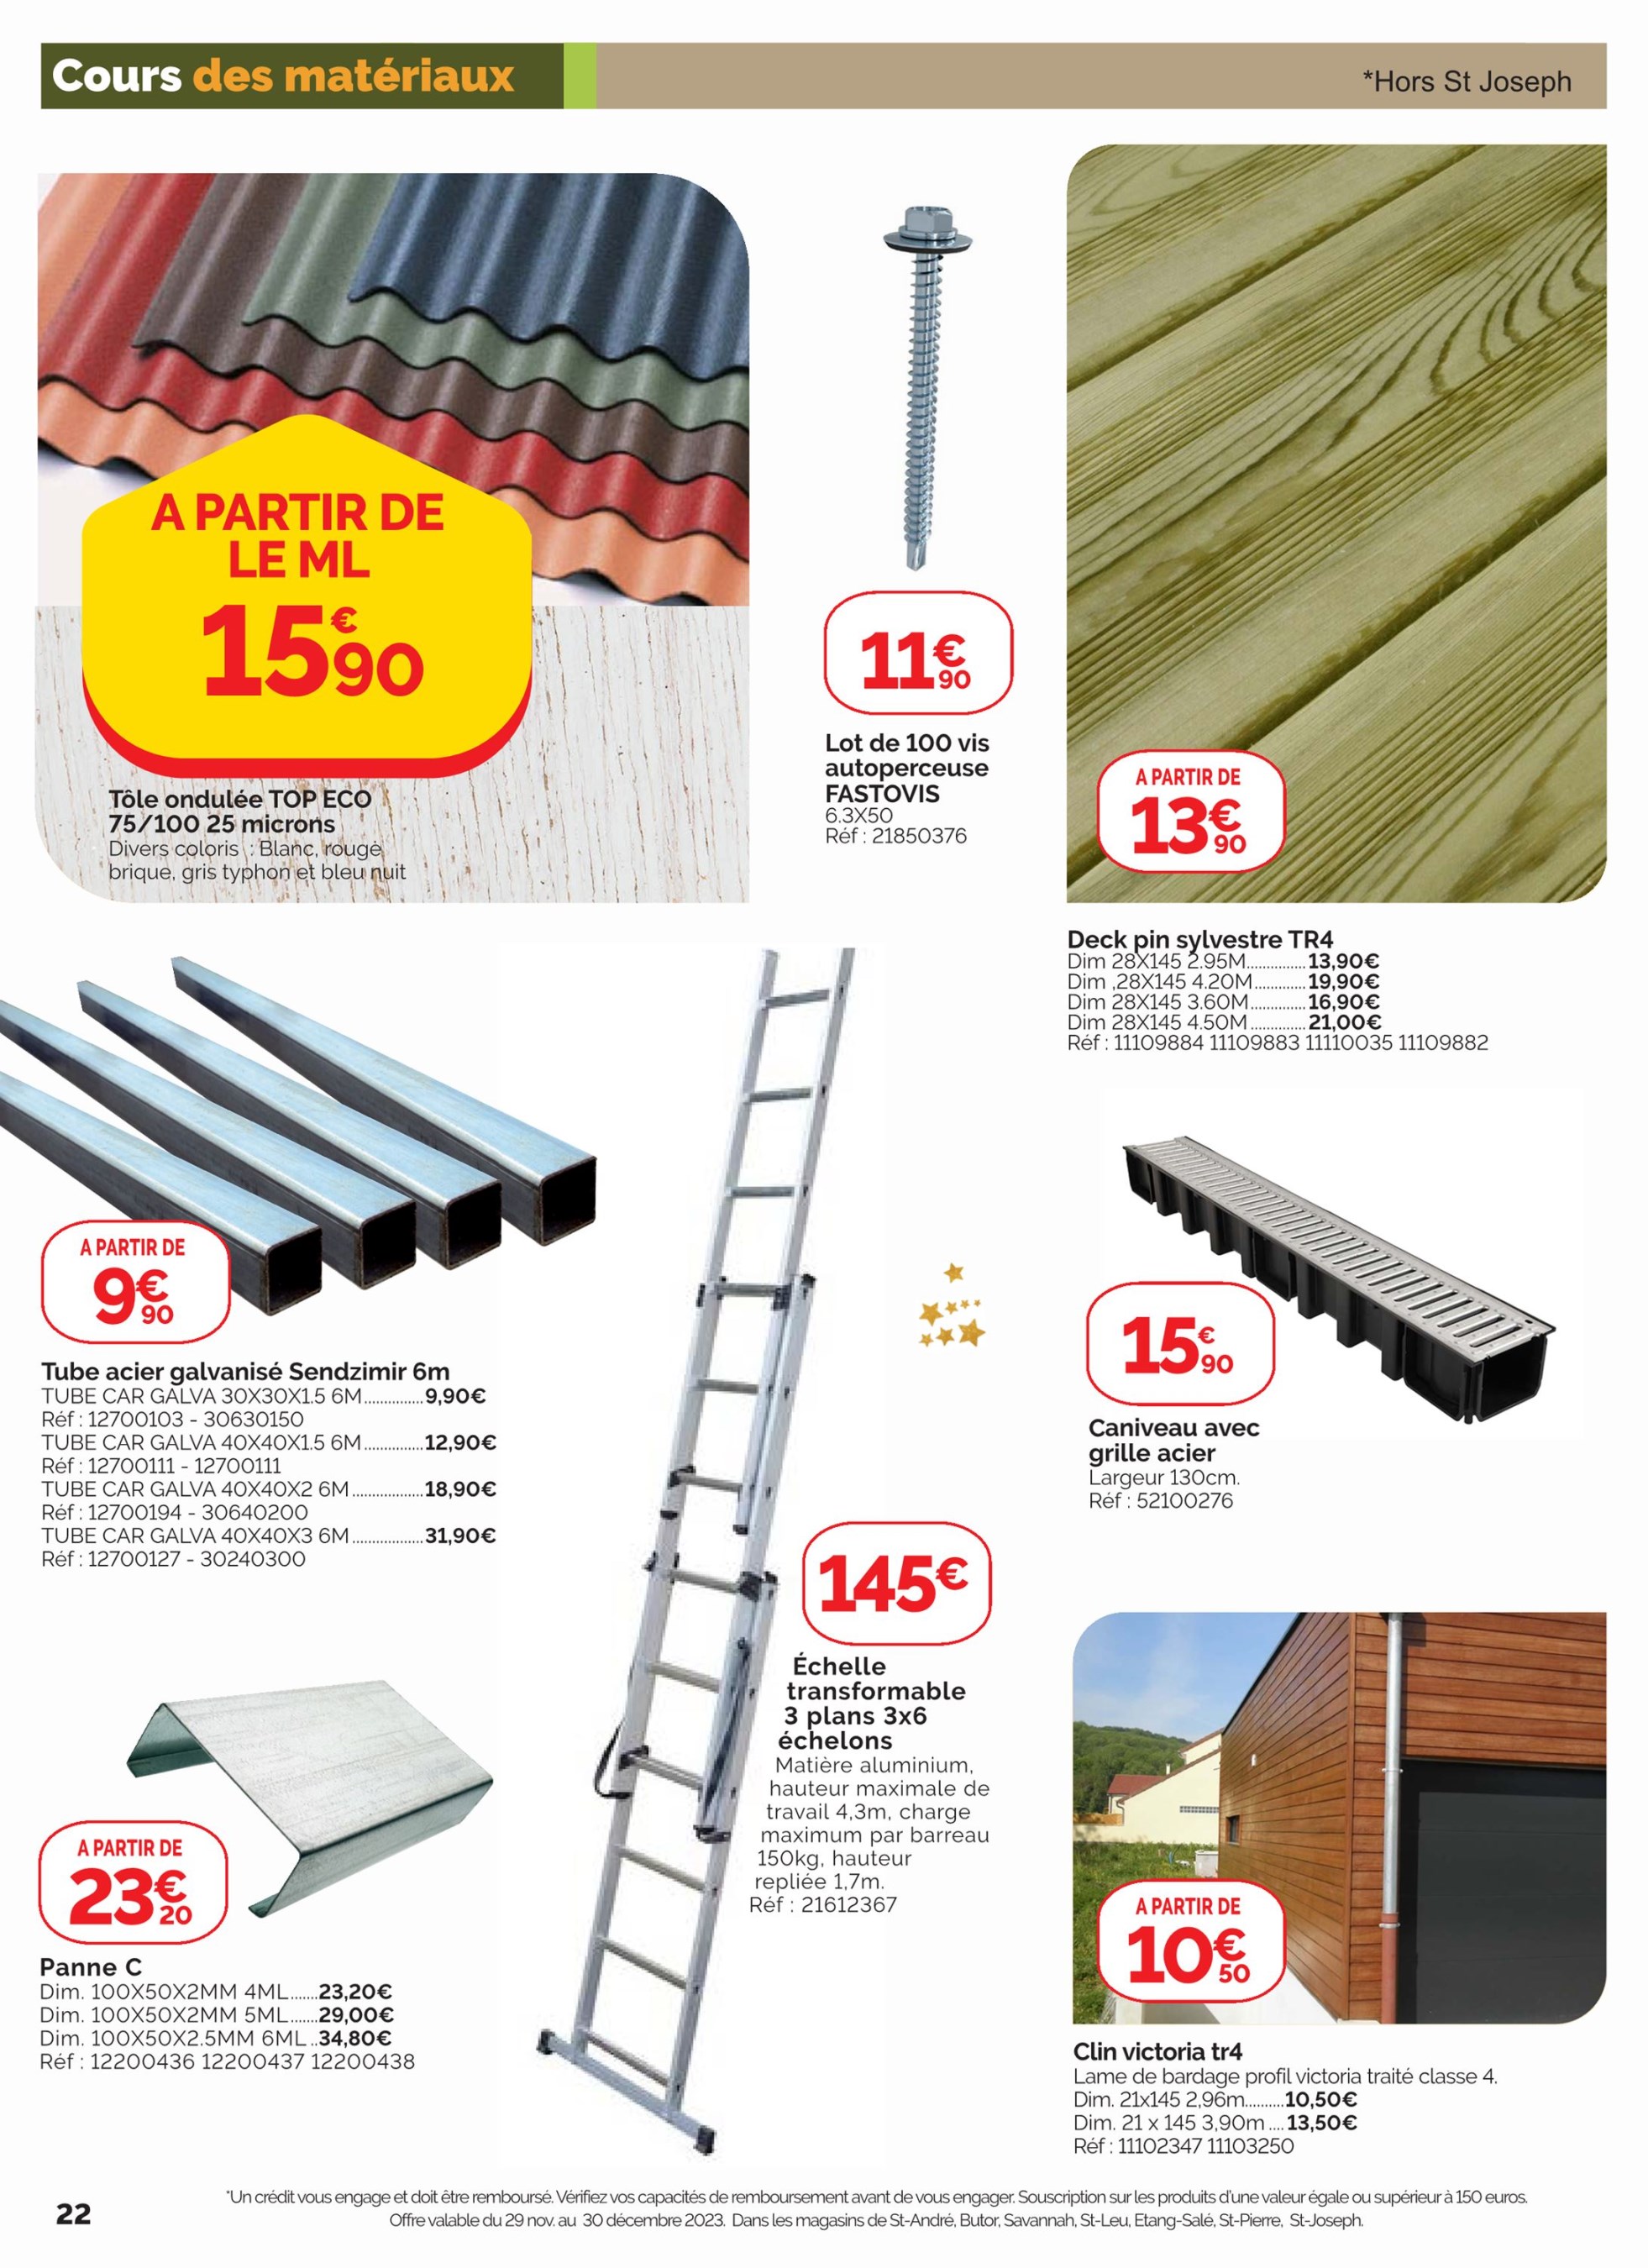 Cours des matériaux
*Hors St Joseph
A PARTIR DE
LE ML
15€90
Tôle ondulée TOP ECO
75/100 25 microns
Divers coloris : Blanc, rouge
brique, gris typhon et bleu nuit
11€90
Lot de 100 vis
autoperceuse
FASTOVIS
6.3X50
Réf : 21850376
A PARTIR DE
13€90
Deck pin sylvestre TR4
Dim 28X145 2.95M..............13,90€
Dim ,28X145 4.20M............19,90€
Dim 28X145 3.60M.............16,90€
Dim 28X145 4.50M.............21,00€
Réf : 11109884 11109883 11110035 11109882
A PARTIR DE
9€90
Tube acier galvanisé Sendzimir 6m
TUBE CAR GALVA 30X30X1.5 6M..............9,90€
Réf : 12700103 - 30630150
TUBE CAR GALVA 40X40X1.5 6M..............12,90€
Réf : 12700111 - 12700111
TUBE CAR GALVA 40X40X2 6M.................18,90€
Réf : 12700194 - 30640200
TUBE CAR GALVA 40X40X3 6M.................31,90€
Réf : 12700127 - 30240300
15€90
Caniveau avec
grille acier
Largeur 130cm.
Réf : 52100276
145€
Échelle
transformable
3 plans 3x6
échelons
Matière aluminium,
hauteur maximale de
travail 4,3m, charge
maximum par barreau
150kg, hauteur
repliée 1,7m.
Réf : 21612367
A PARTIR DE
23€20
Panne C
Dim. 100X50X2MM 4ML.......23,20€
Dim. 100X50X2MM 5ML.......29,00€
Dim. 100X50X2.5MM 6ML..34,80€
Réf : 12200436 12200437 12200438
A PARTIR DE
10€50
Clin victoria tr4
Lame de bardage profil victoria traité classe 4.
Dim. 21x145 2,96m..........10,50€
Dim. 21 x 145 3,90m....13,50€
Réf : 11102347 11103250
22
*Un crédit vous engage et doit être remboursé. Vérifiez vos capacités de remboursement avant de vous engager. Souscription sur les produits d'une valeur égale ou supérieur à 150 euros.
Offre valable du 29 nov. au 30 décembre 2023. Dans les magasins de St-André, Butor, Savannah, St-Leu, Etang-Salé, St-Pierre, St-Joseph.